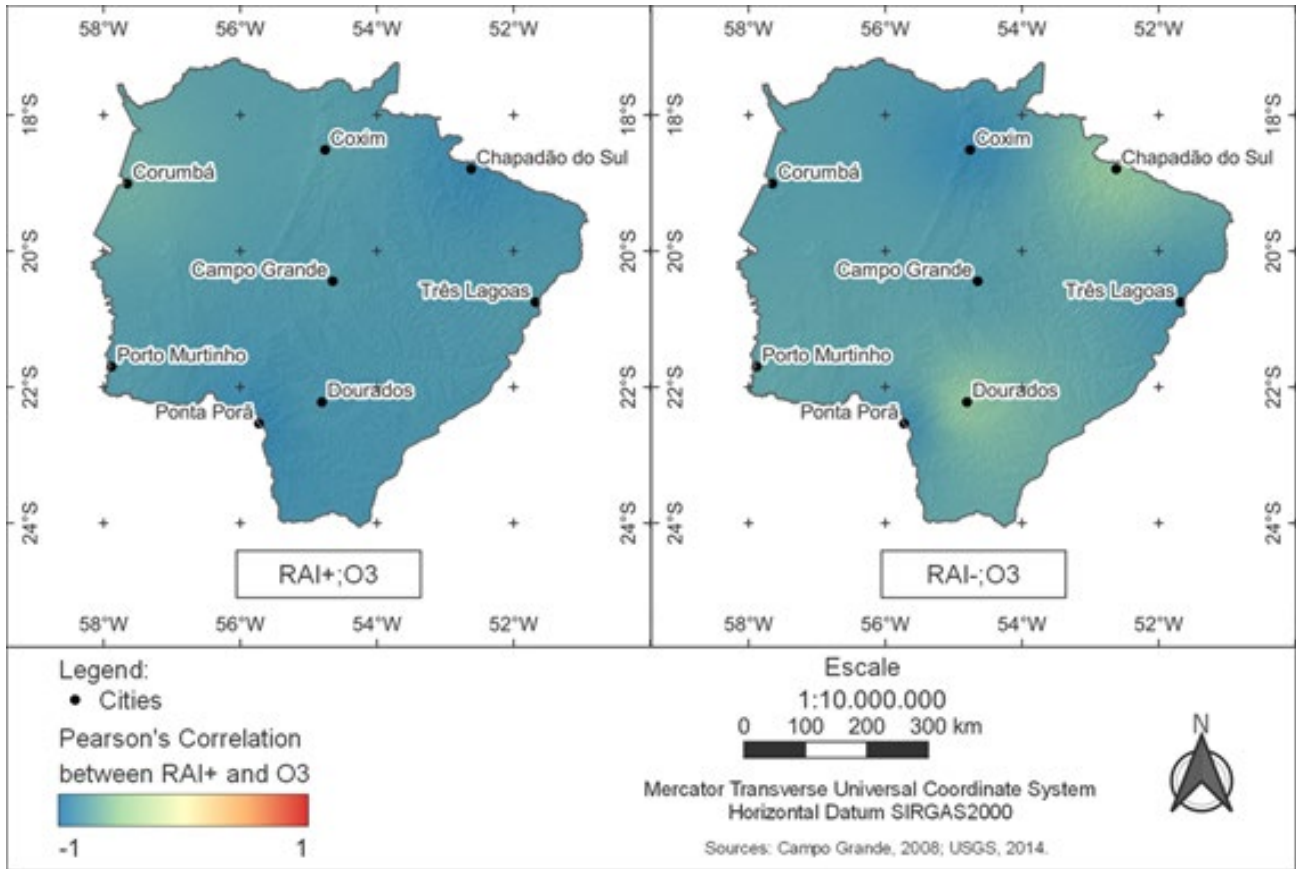 58°W 56°W 54°W 52°W 58°W 56°W 54°W 52°W
18°S 18°S 18°S
Coxim Coxim
Chapadão do Sul Chapadão do Sul
Corumbá Corumbá
20°S 20°S 20°S
Campo Grande Campo Grande
Três Lagoas Três Lagoas
Porto Murtinho Porto Murtinho
22°S 22°S 22°S
Dourados Dourados
Ponta Porã Ponta Porã
24°S 24°S 24°S
RAI+;O3 RAI-;O3
58°W 56°W 54°W 52°W 58°W 56°W 54°W 52°W
Legend:
Cities
Pearson's Correlation
between RAI+ and O3
-1 1
Escale
1:10.000.000
0 100 200 300 km
Mercator Transverse Universal Coordinate System
Horizontal Datum SIRGAS2000
Sources: Campo Grande, 2008; USGS, 2014.
N